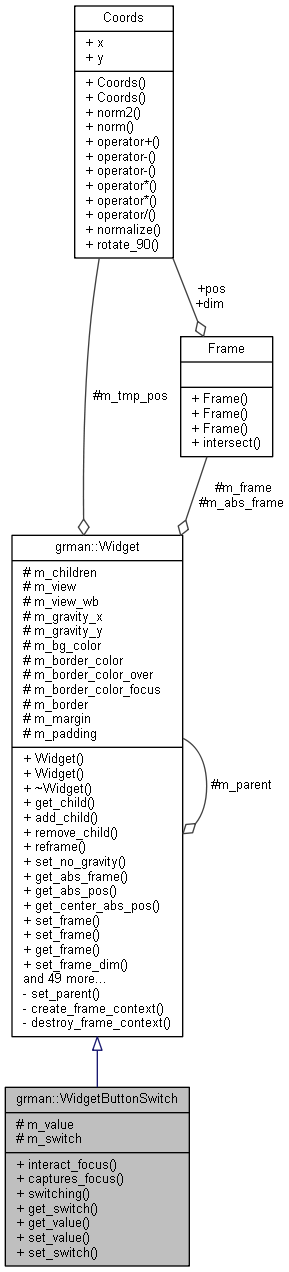 Coords
+ x
+ y
+ Coords()
+ Coords()
+ norm2()
+ norm()
+ operator+()
+ operator-()
+ operator-()
+ operator*()
+ operator*()
+ operator/()
+ normalize()
+ rotate_90()
+pos
+dim
#m_tmp_pos
Frame
+ Frame()
+ Frame()
+ Frame()
+ intersect()
#m_frame
#m_abs_frame
grman::Widget
# m_children
# m_view
# m_view_wb
# m_gravity_x
# m_gravity_y
# m_bg_color
# m_border_color
# m_border_color_over
# m_border_color_focus
# m_border
# m_margin
# m_padding
+ Widget()
+ Widget()
+ ~Widget()
+ get_child()
+ add_child()
+ remove_child()
+ reframe()
+ set_no_gravity()
+ get_abs_frame()
+ get_abs_pos()
+ get_center_abs_pos()
+ set_frame()
+ set_frame()
+ get_frame()
+ set_frame_dim()
and 49 more...
- set_parent()
- create_frame_context()
- destroy_frame_context()
#m_parent
grman::WidgetButtonSwitch
# m_value
# m_switch
+ interact_focus()
+ captures_focus()
+ switching()
+ get_switch()
+ get_value()
+ set_value()
+ set_switch()